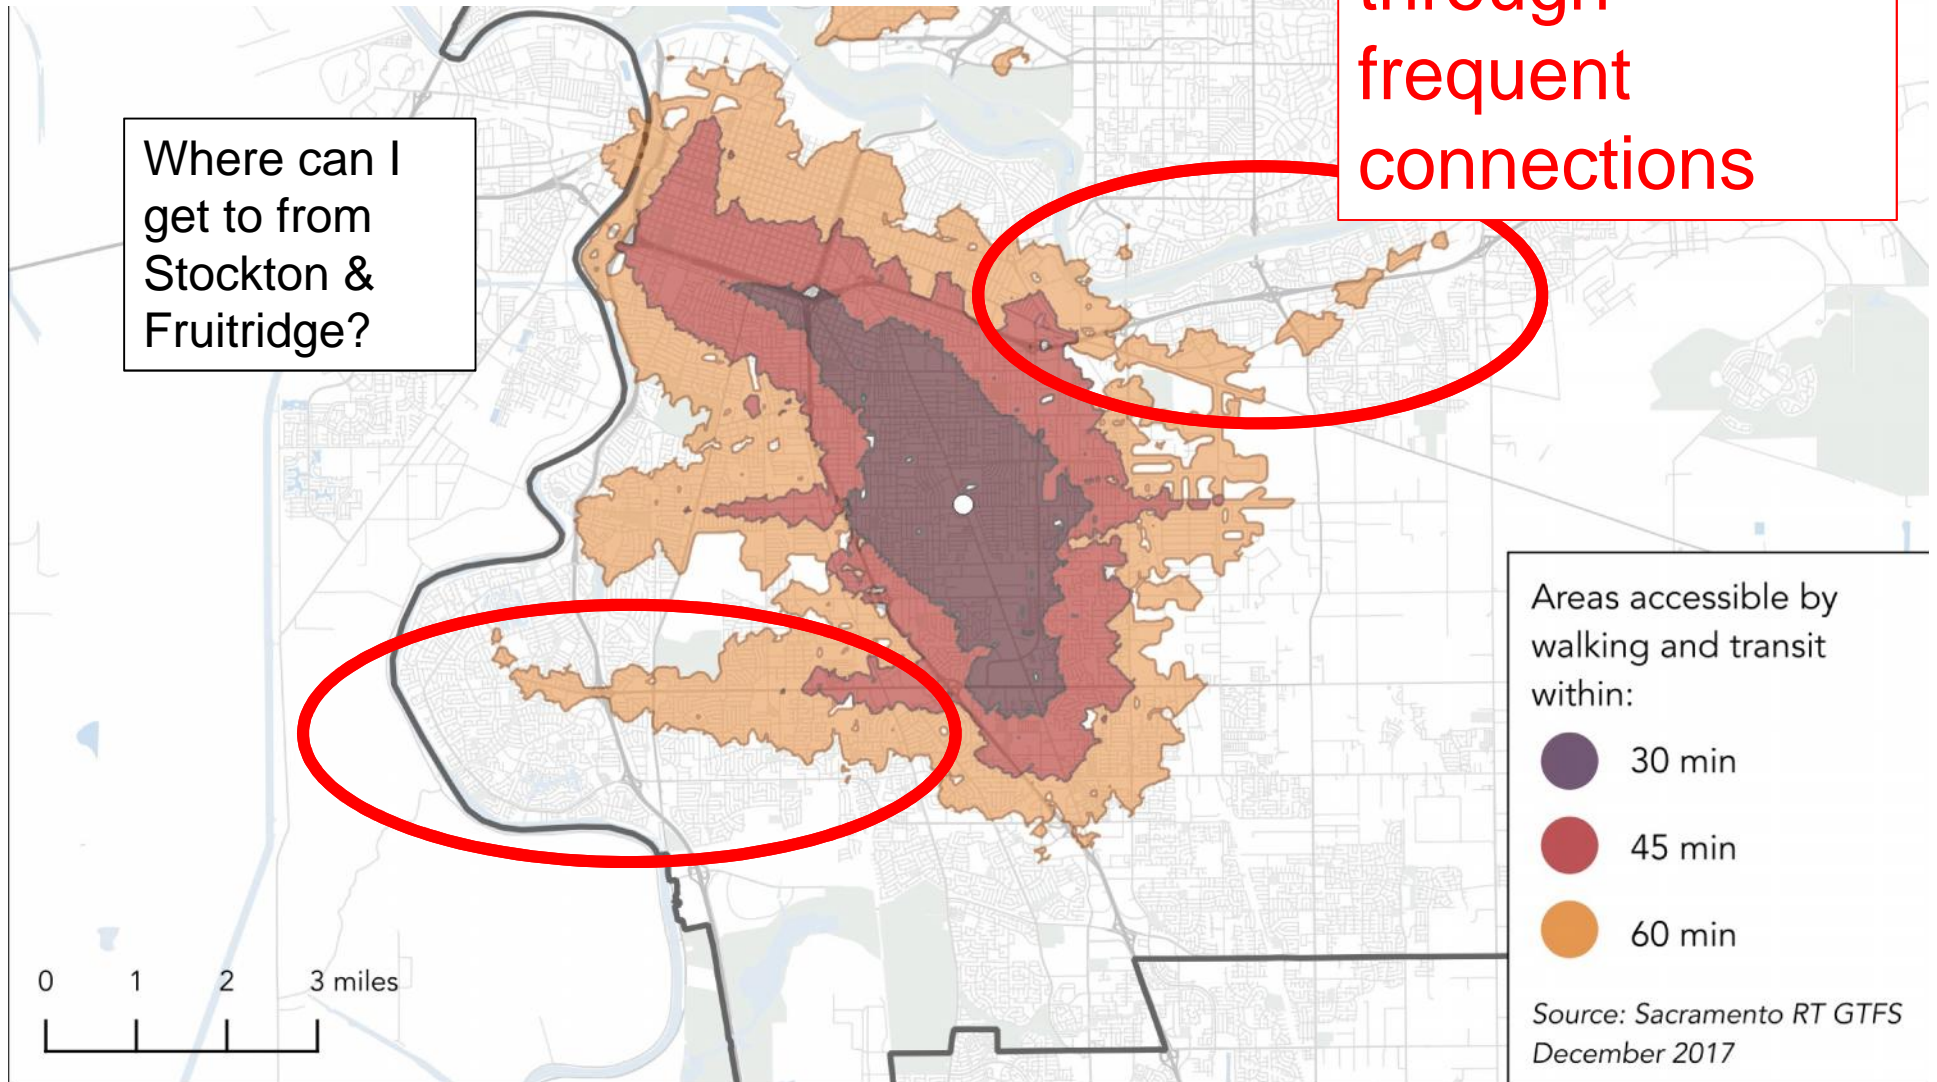 through
frequent
connections
Where can I
get to from
Stockton &
Fruitridge?
Areas accessible by
walking and transit
within:
30 min
45 min
60 min
0 1 2 3 miles
Source: Sacramento RT GTFS
December 2017